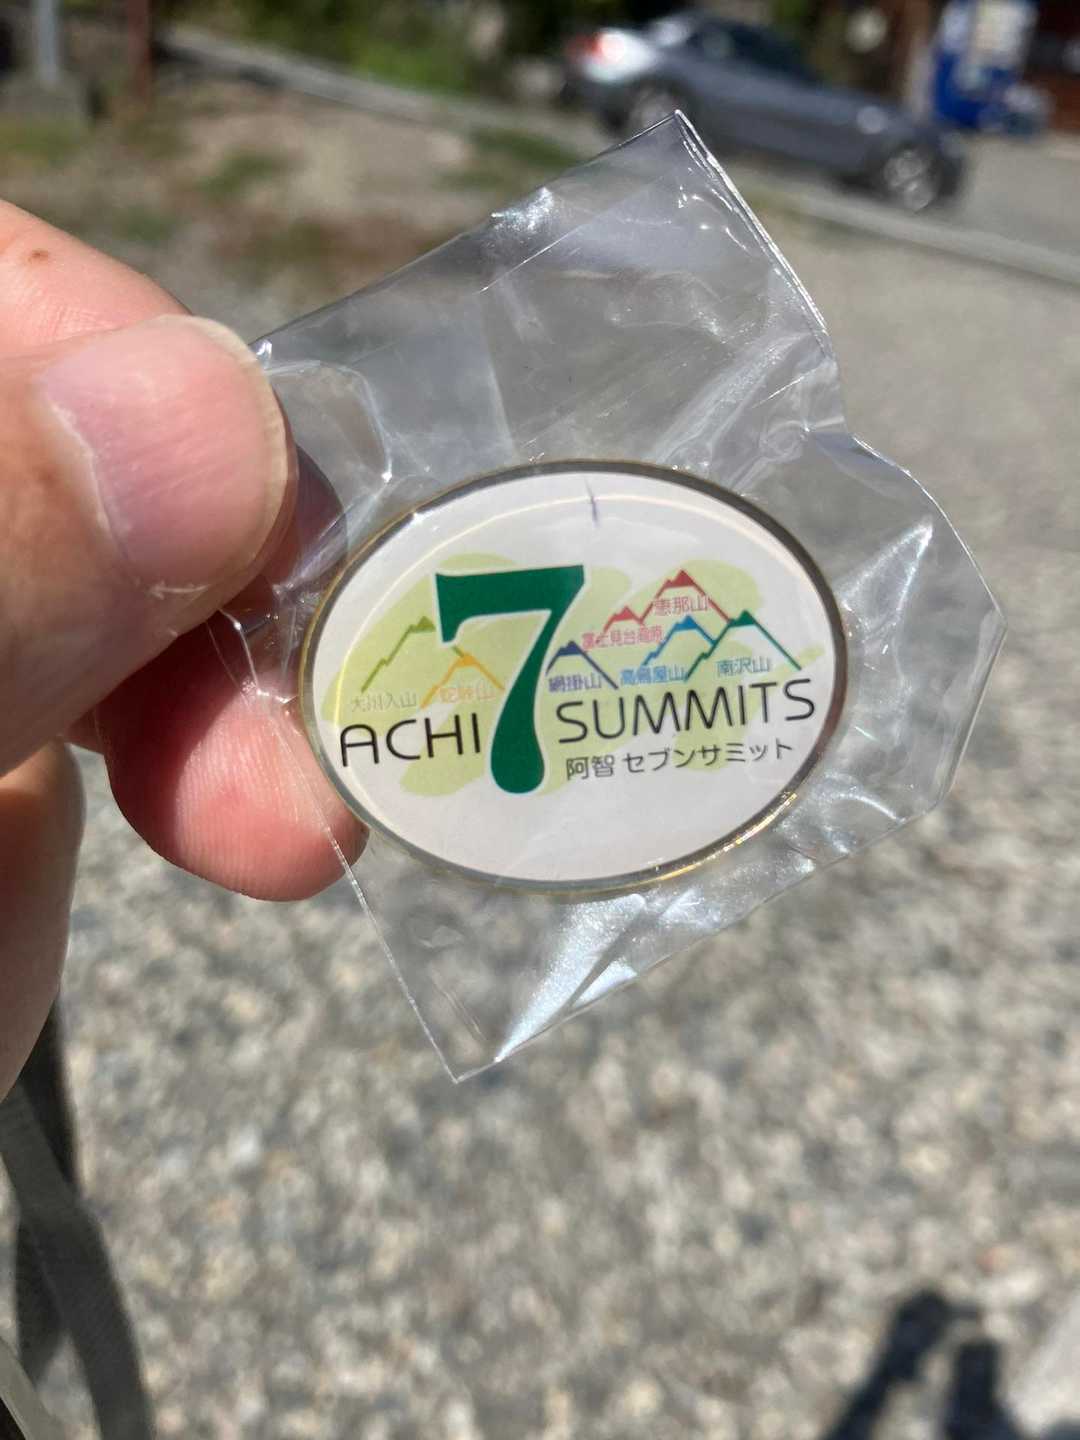 7
恵那山
富士見台高原
大川入山
蛇峠山
網掛山
高鳥屋山
南沢山
ACHI
SUMMITS
阿智 セブンサミット